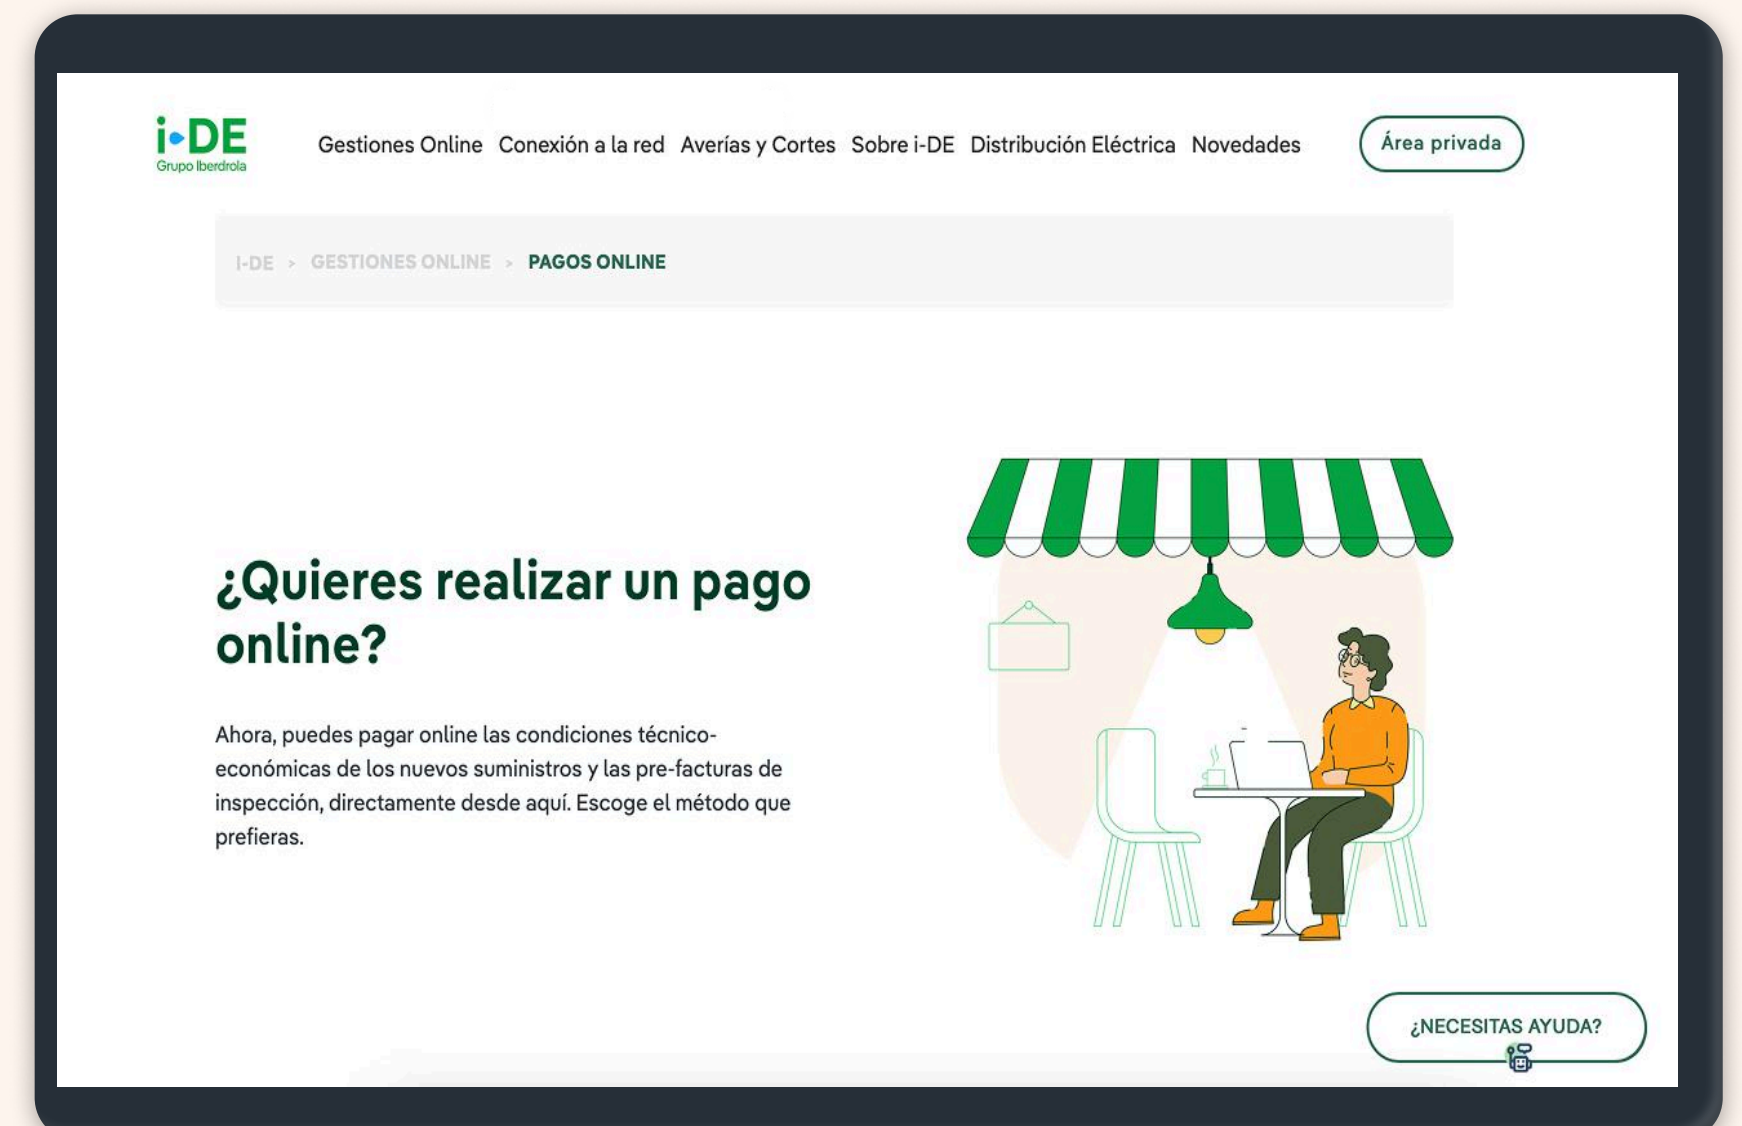 i-DE
Grupo Iberdrola
Gestiones Online Conexión a la red Averías y Cortes Sobre i-DE Distribución Eléctrica Novedades
Área privada
I-DE > GESTIONES ONLINE > PAGOS ONLINE
¿Quieres realizar un pago
online?
Ahora, puedes pagar online las condiciones técnico-
económicas de los nuevos suministros y las pre-facturas de
inspección, directamente desde aquí. Escoge el método que
prefieras.
¿NECESITAS AYUDA?